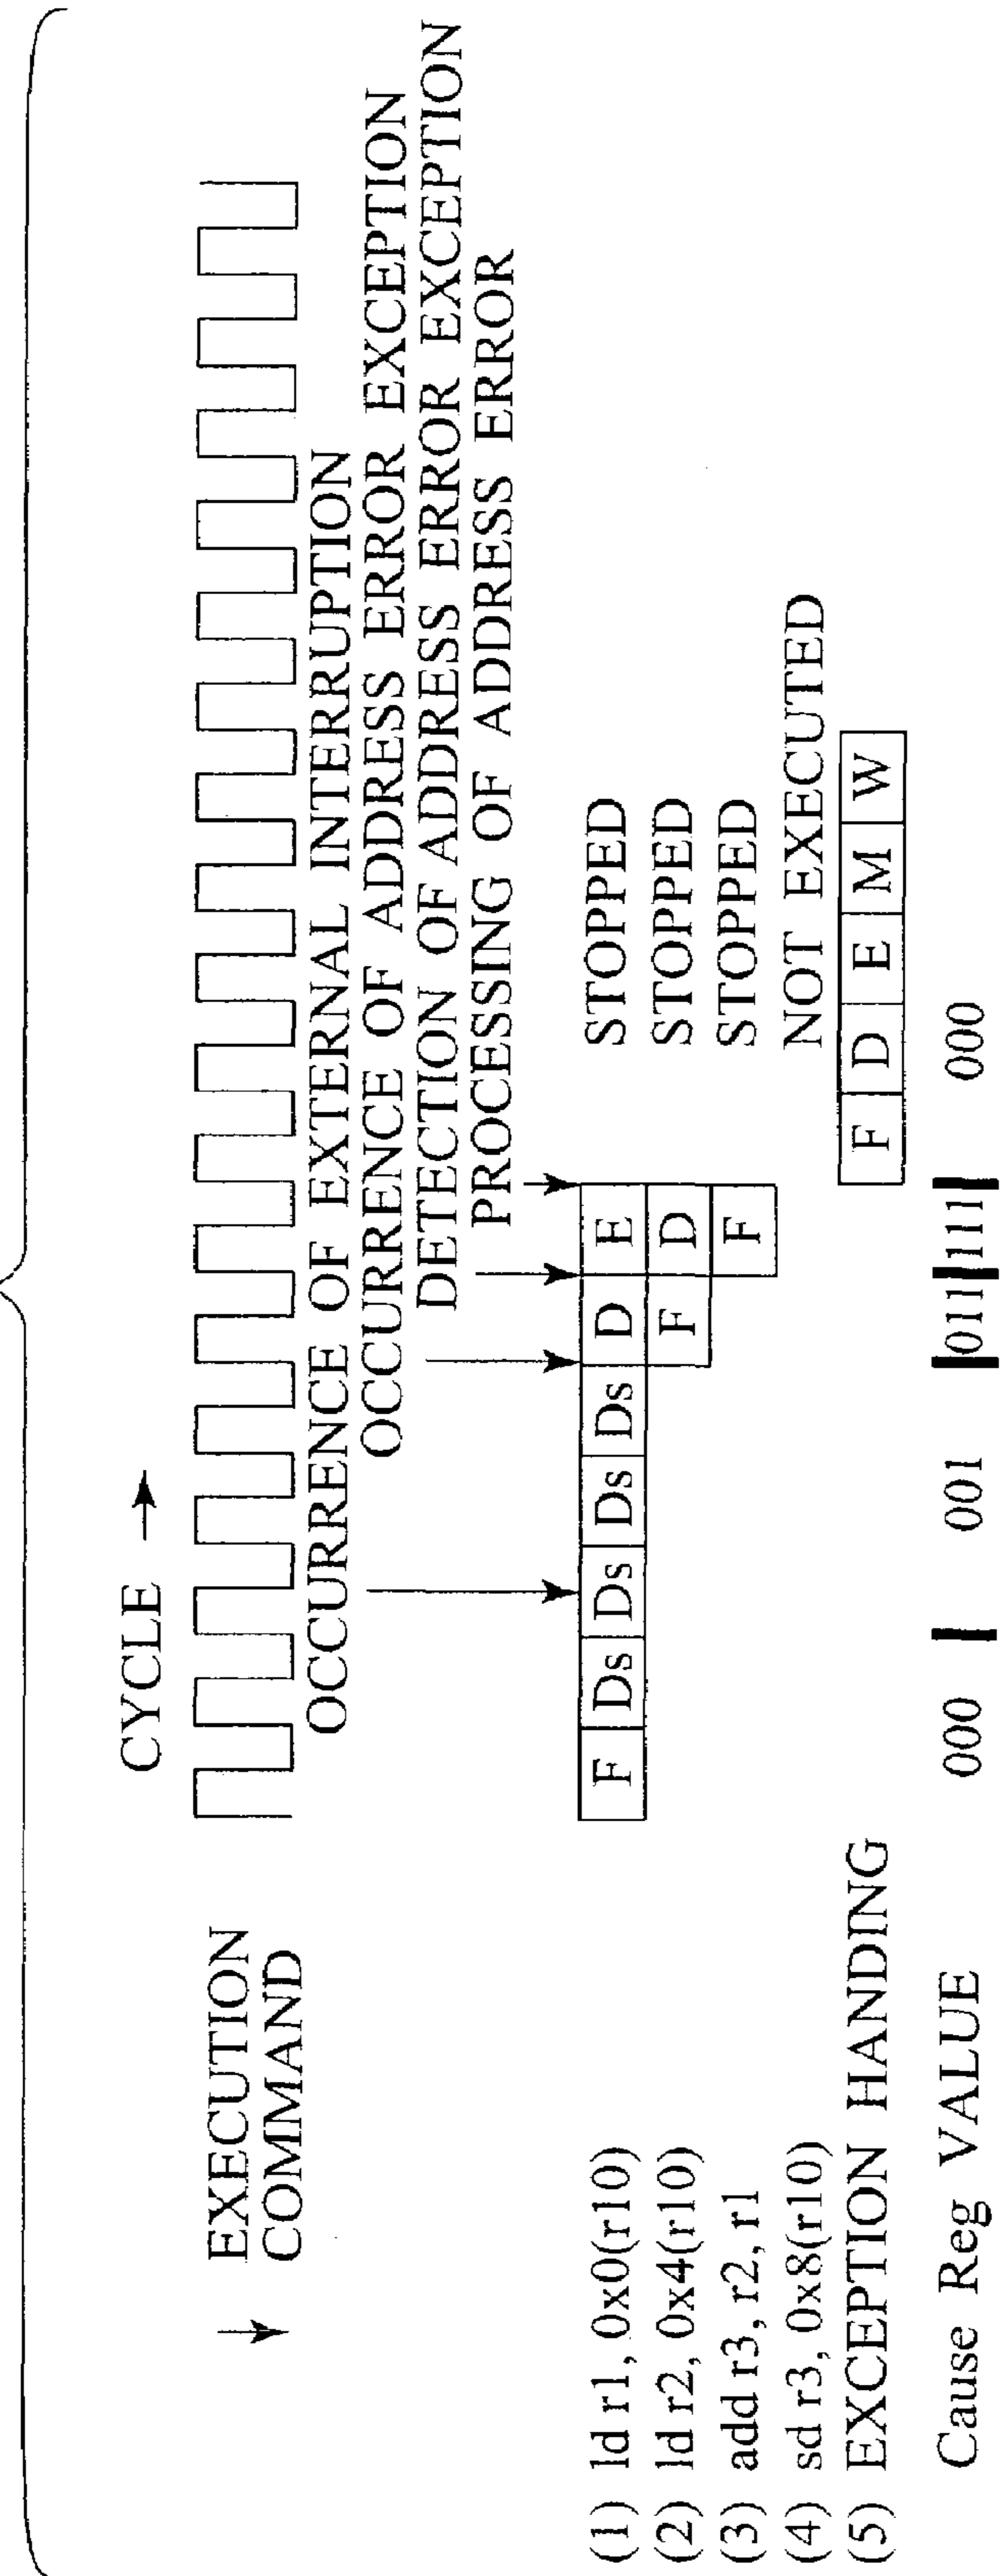 CYCLE →
↓ EXECUTION
COMMAND
OCCURRENCE OF EXTERNAL INTERRUPTION
OCCURRENCE OF ADDRESS ERROR EXCEPTION
DETECTION OF ADDRESS ERROR EXCEPTION
PROCESSING OF ADDRESS ERROR
(1) ld r1, 0x0(r10) F Ds Ds Ds Ds D E STOPPED
(2) ld r2, 0x4(r10) F D STOPPED
(3) add r3, r2, r1 F STOPPED
(4) sd r3, 0x8(r10) NOT EXECUTED
(5) EXCEPTION HANDING F D E M W
Cause Reg VALUE 000 001 011 111 000